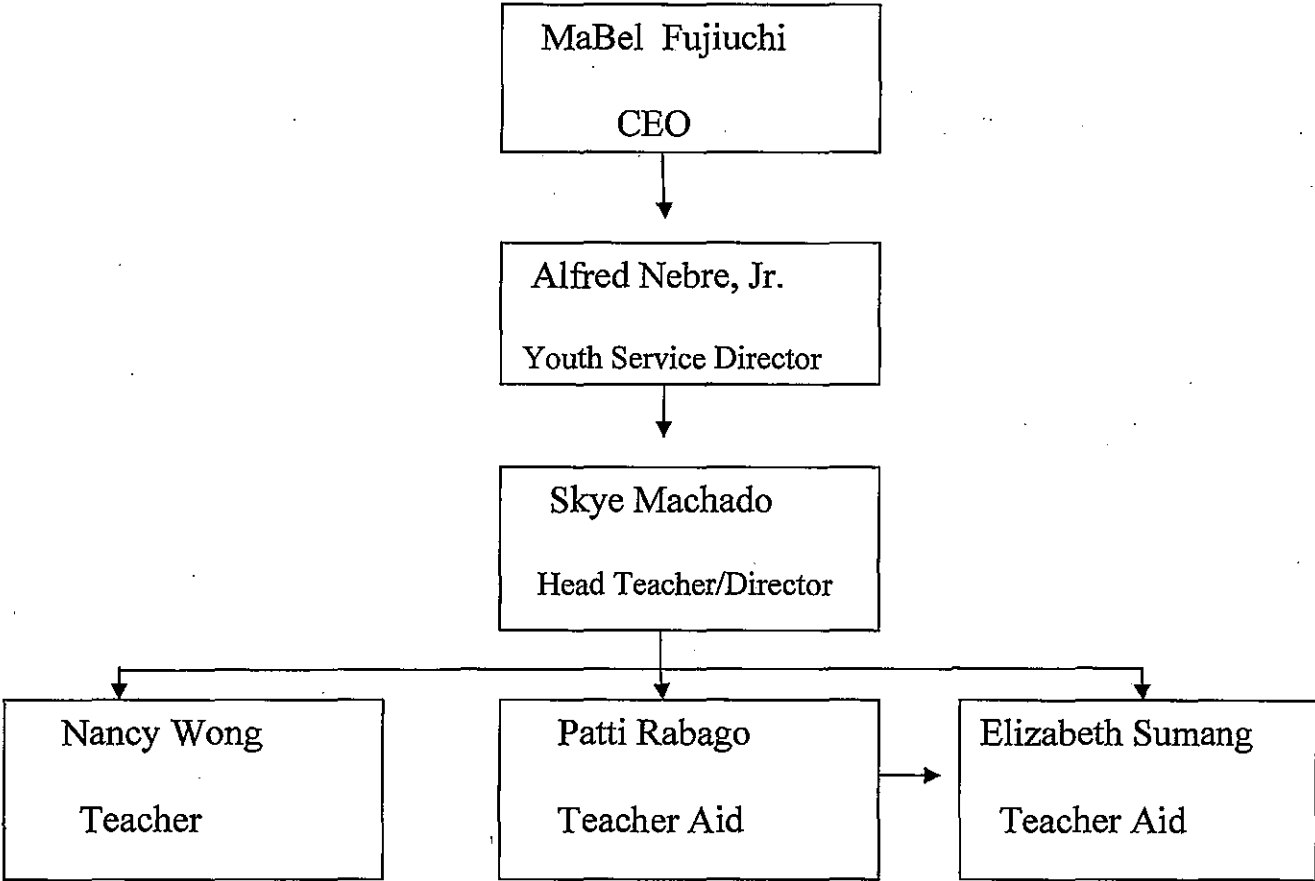 MaBel Fujiuchi
CEO
Alfred Nebre, Jr.
Youth Service Director
Skye Machado
Head Teacher/Director
Nancy Wong
Teacher
Patti Rabago
Teacher Aid
Elizabeth Sumang
Teacher Aid